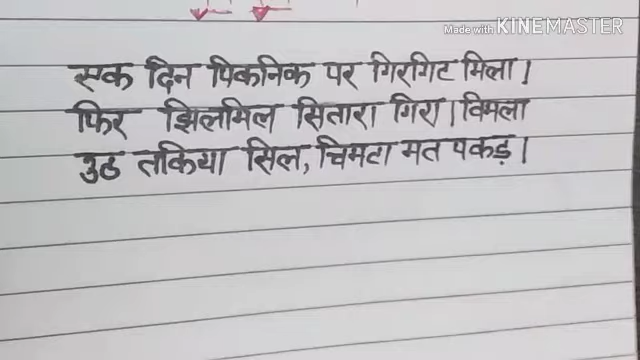 Made with KINEMASTER
एक दिन पिकनिक पर गिरगिट मिला।
फिर झिलमिल सितारा गिरा। विमला
उठ तकिया सिल, चिमटा मत पकड़।